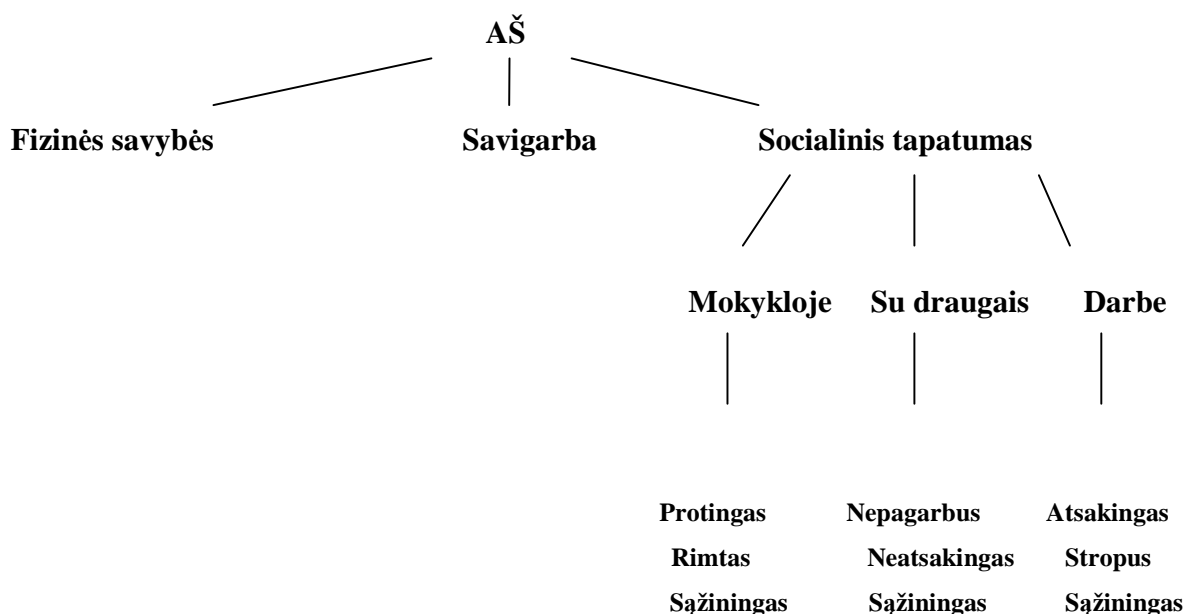 AŠ
Fizinės savybės Savigarba Socialinis tapatumas
Mokykloje Su draugais Darbe
Protingas Nepagarbus Atsakingas
Rimtas Neatsakingas Stropus
Sąžiningas Sąžiningas Sąžiningas